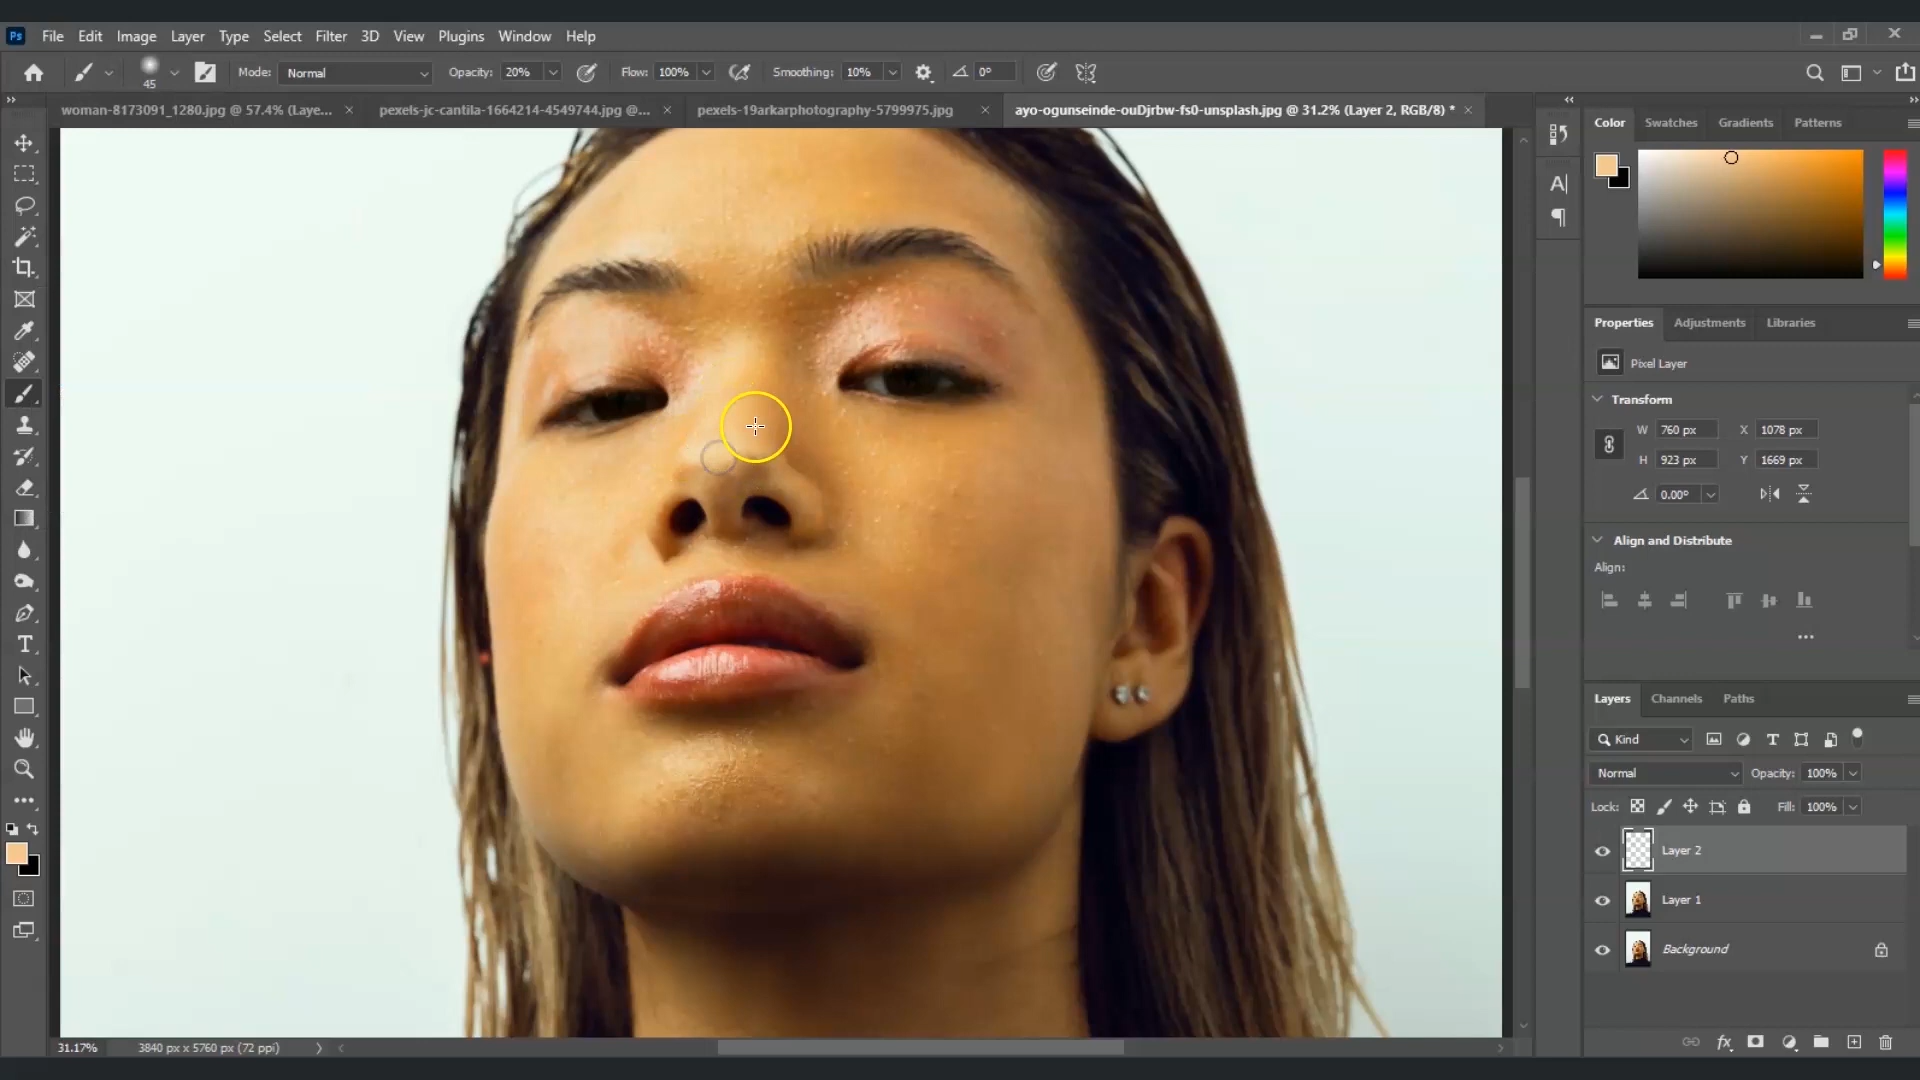 Ps File Edit Image Layer Type Select Filter 3D View Plugins Window Help
45 Mode: Normal Opacity: 20% Flow: 100% Smoothing: 10% 0°
woman-8173091_1280.jpg @ 57.4% (Laye... × pexels-jc-cantila-1664214-4549744.jpg @... × pexels-19arkarphotography-5799975.jpg × ayo-ogunseinde-ouDjrbw-fs0-unsplash.jpg @ 31.2% (Layer 2, RGB/8) * ×
Color Swatches Gradients Patterns
Properties Adjustments Libraries
Pixel Layer
Transform
W 760 px X 1078 px
H 923 px Y 1669 px
0.00°
Align and Distribute
Align:
Layers Channels Paths
Kind
Normal Opacity: 100%
Lock: Fill: 100%
Layer 2
Layer 1
Background
31.17% 3840 px x 5760 px (72 ppi)